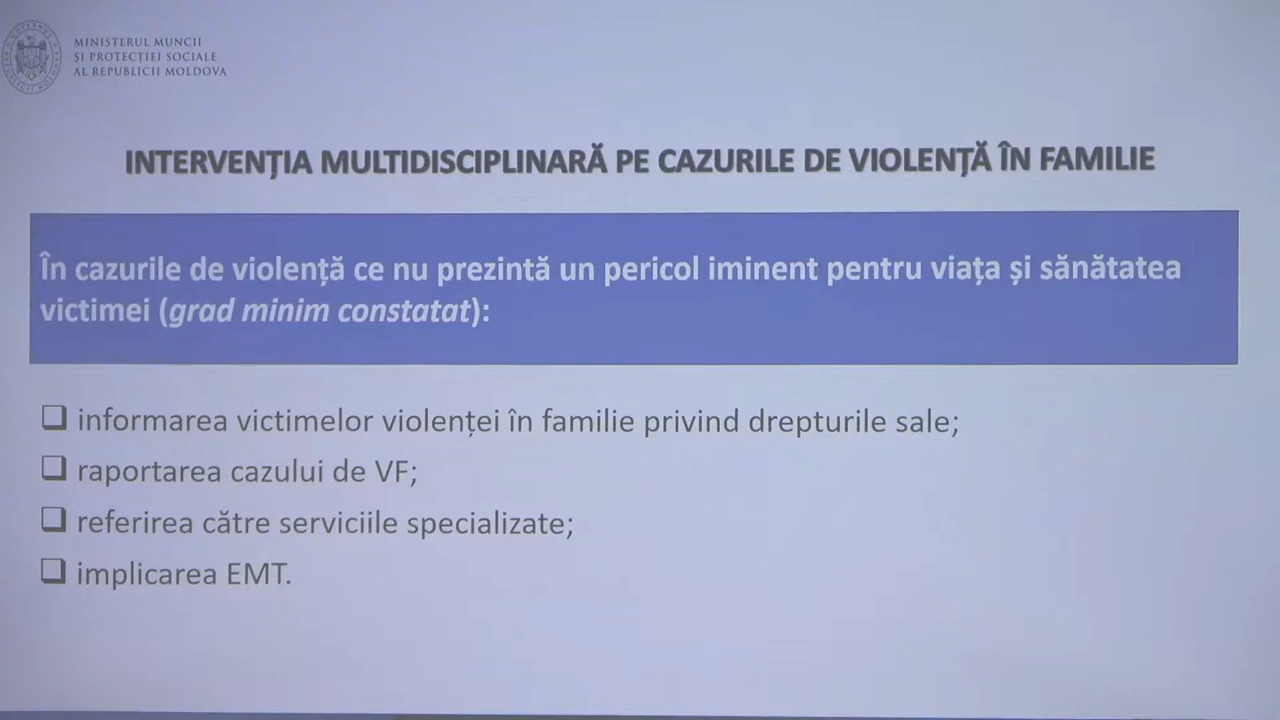 MINISTERUL MUNCII
ȘI PROTECȚIEI SOCIALE
AL REPUBLICII MOLDOVA
INTERVENȚIA MULTIDISCIPLINARĂ PE CAZURILE DE VIOLENȚĂ ÎN FAMILIE
În cazurile de violență ce nu prezintă un pericol iminent pentru viața și sănătatea
victimei (grad minim constatat):
❑ informarea victimelor violenței în familie privind drepturile sale;
❑ raportarea cazului de VF;
❑ referirea către serviciile specializate;
❑ implicarea EMT.